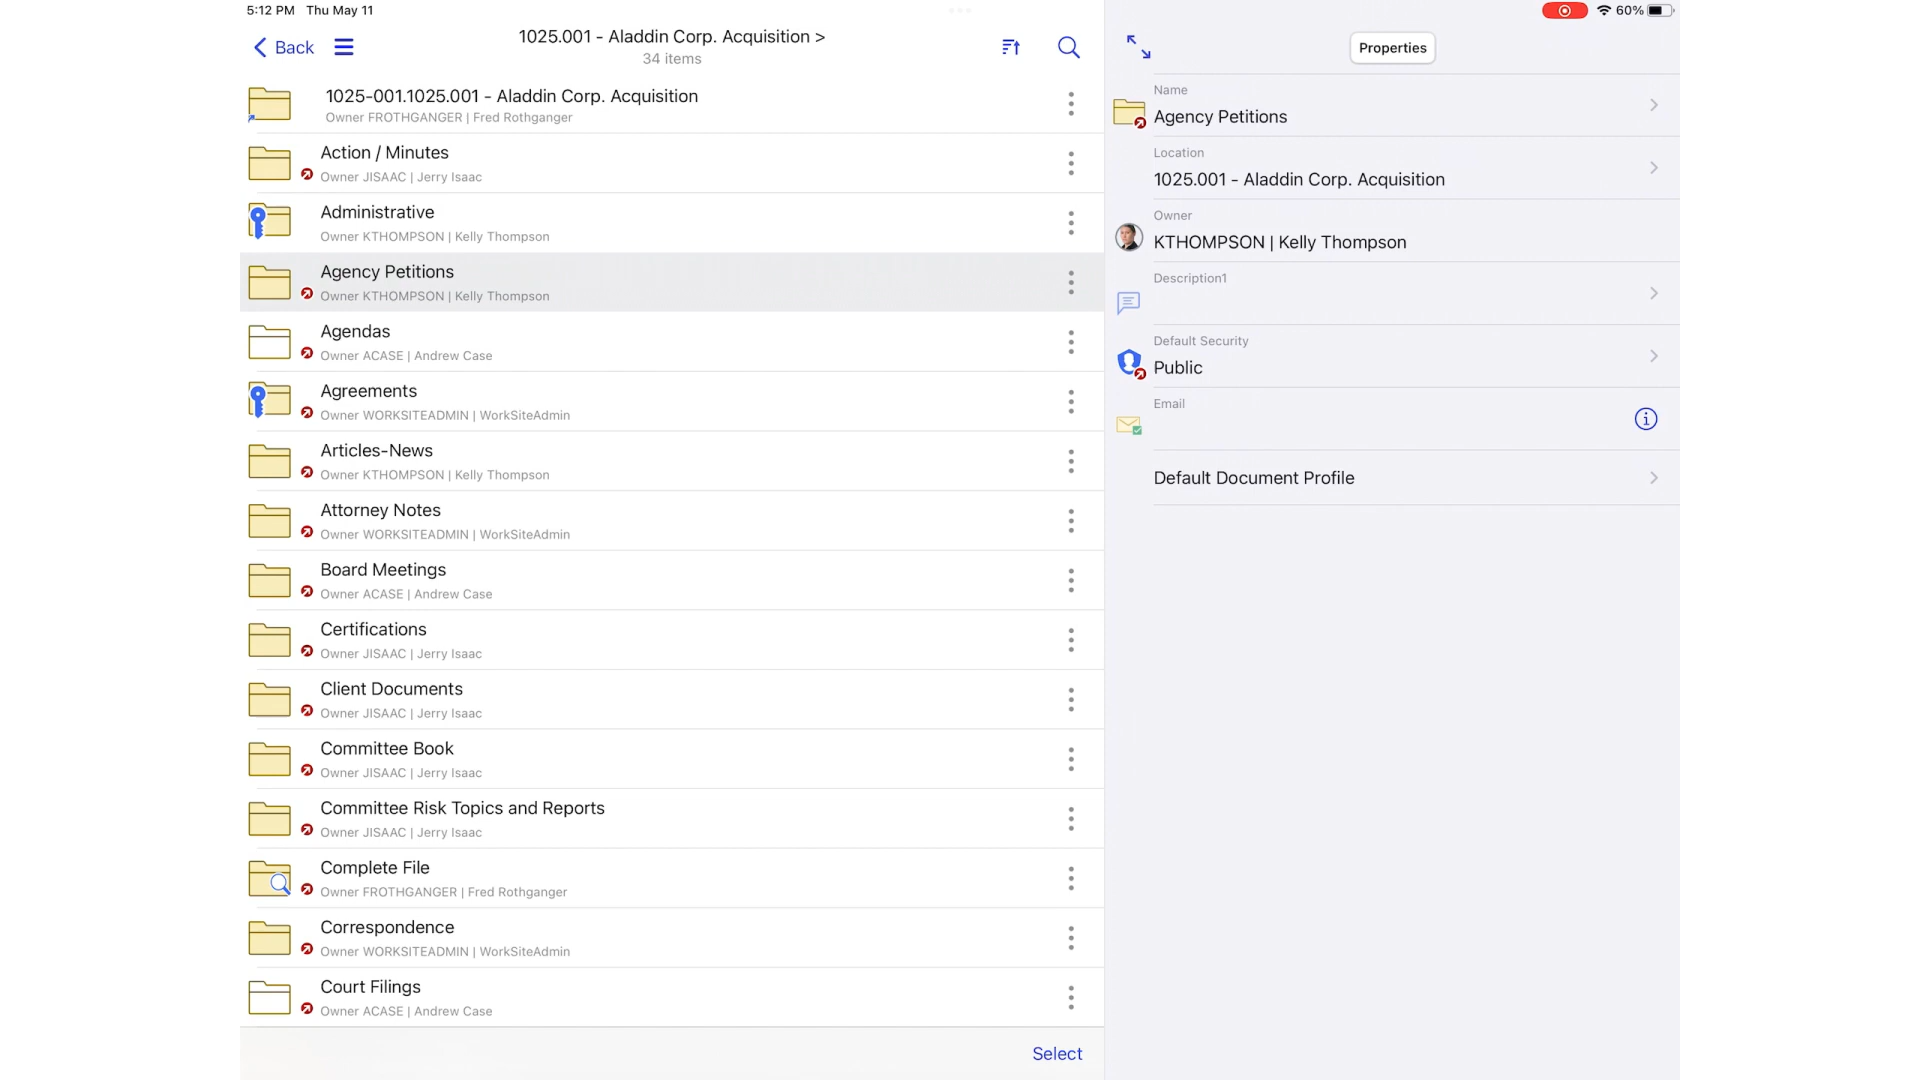 5:12 PM Thu May 11
60%
Back
1025.001 - Aladdin Corp. Acquisition >
34 items
1025-001.1025.001 - Aladdin Corp. Acquisition
Owner FROTHGANGER | Fred Rothganger
Action / Minutes
Owner JISAAC | Jerry Isaac
Administrative
Owner KTHOMPSON | Kelly Thompson
Agency Petitions
Owner KTHOMPSON | Kelly Thompson
Agendas
Owner ACASE | Andrew Case
Agreements
Owner WORKSITEADMIN | WorkSiteAdmin
Articles-News
Owner KTHOMPSON | Kelly Thompson
Attorney Notes
Owner WORKSITEADMIN | WorkSiteAdmin
Board Meetings
Owner ACASE | Andrew Case
Certifications
Owner JISAAC | Jerry Isaac
Client Documents
Owner JISAAC | Jerry Isaac
Committee Book
Owner JISAAC | Jerry Isaac
Committee Risk Topics and Reports
Owner JISAAC | Jerry Isaac
Complete File
Owner FROTHGANGER | Fred Rothganger
Correspondence
Owner WORKSITEADMIN | WorkSiteAdmin
Court Filings
Owner ACASE | Andrew Case
Select
Properties
Name
Agency Petitions
Location
1025.001 - Aladdin Corp. Acquisition
Owner
KTHOMPSON | Kelly Thompson
Description1
Default Security
Public
Email
Default Document Profile